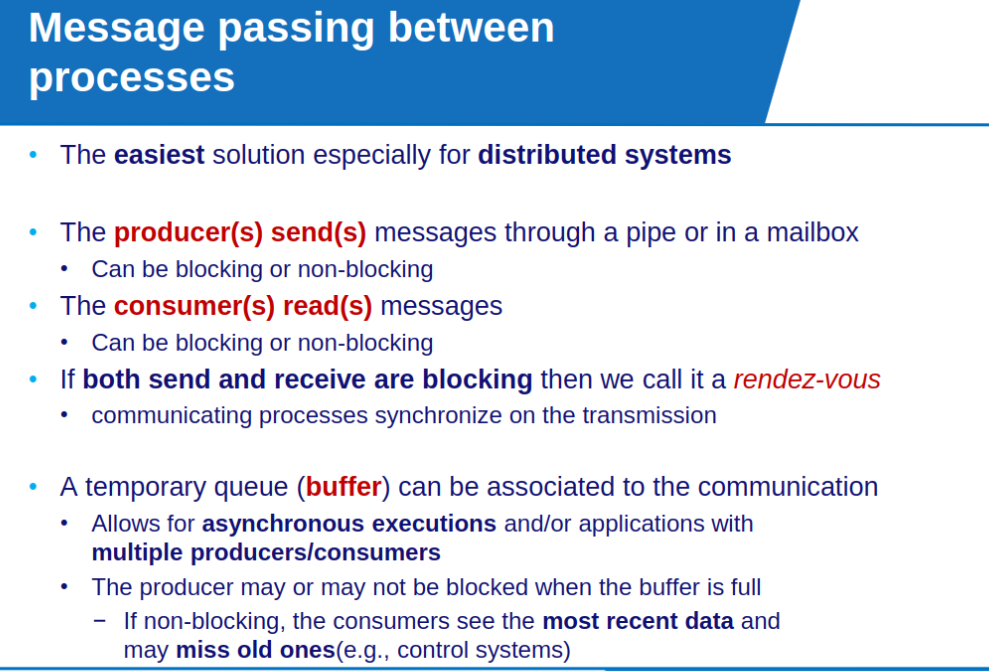 Message passing between
processes
• The easiest solution especially for distributed systems
• The producer(s) send(s) messages through a pipe or in a mailbox
• Can be blocking or non-blocking
• The consumer(s) read(s) messages
• Can be blocking or non-blocking
• If both send and receive are blocking then we call it a rendez-vous
• communicating processes synchronize on the transmission
• A temporary queue (buffer) can be associated to the communication
• Allows for asynchronous executions and/or applications with
multiple producers/consumers
• The producer may or may not be blocked when the buffer is full
– If non-blocking, the consumers see the most recent data and
may miss old ones(e.g., control systems)